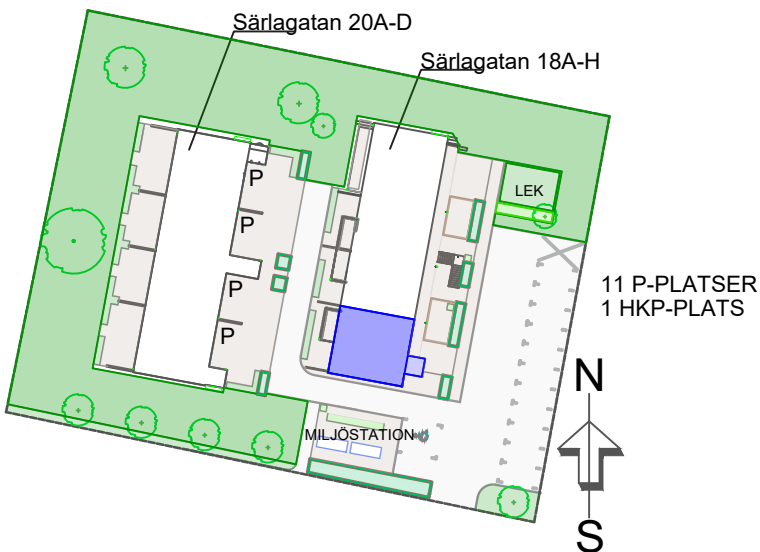 Särlagatan 20A-D
Särlagatan 18A-H
P
LEK
P
11 P-PLATSER
1 HKP-PLATS
P
P
N
MILJÖSTATION
S